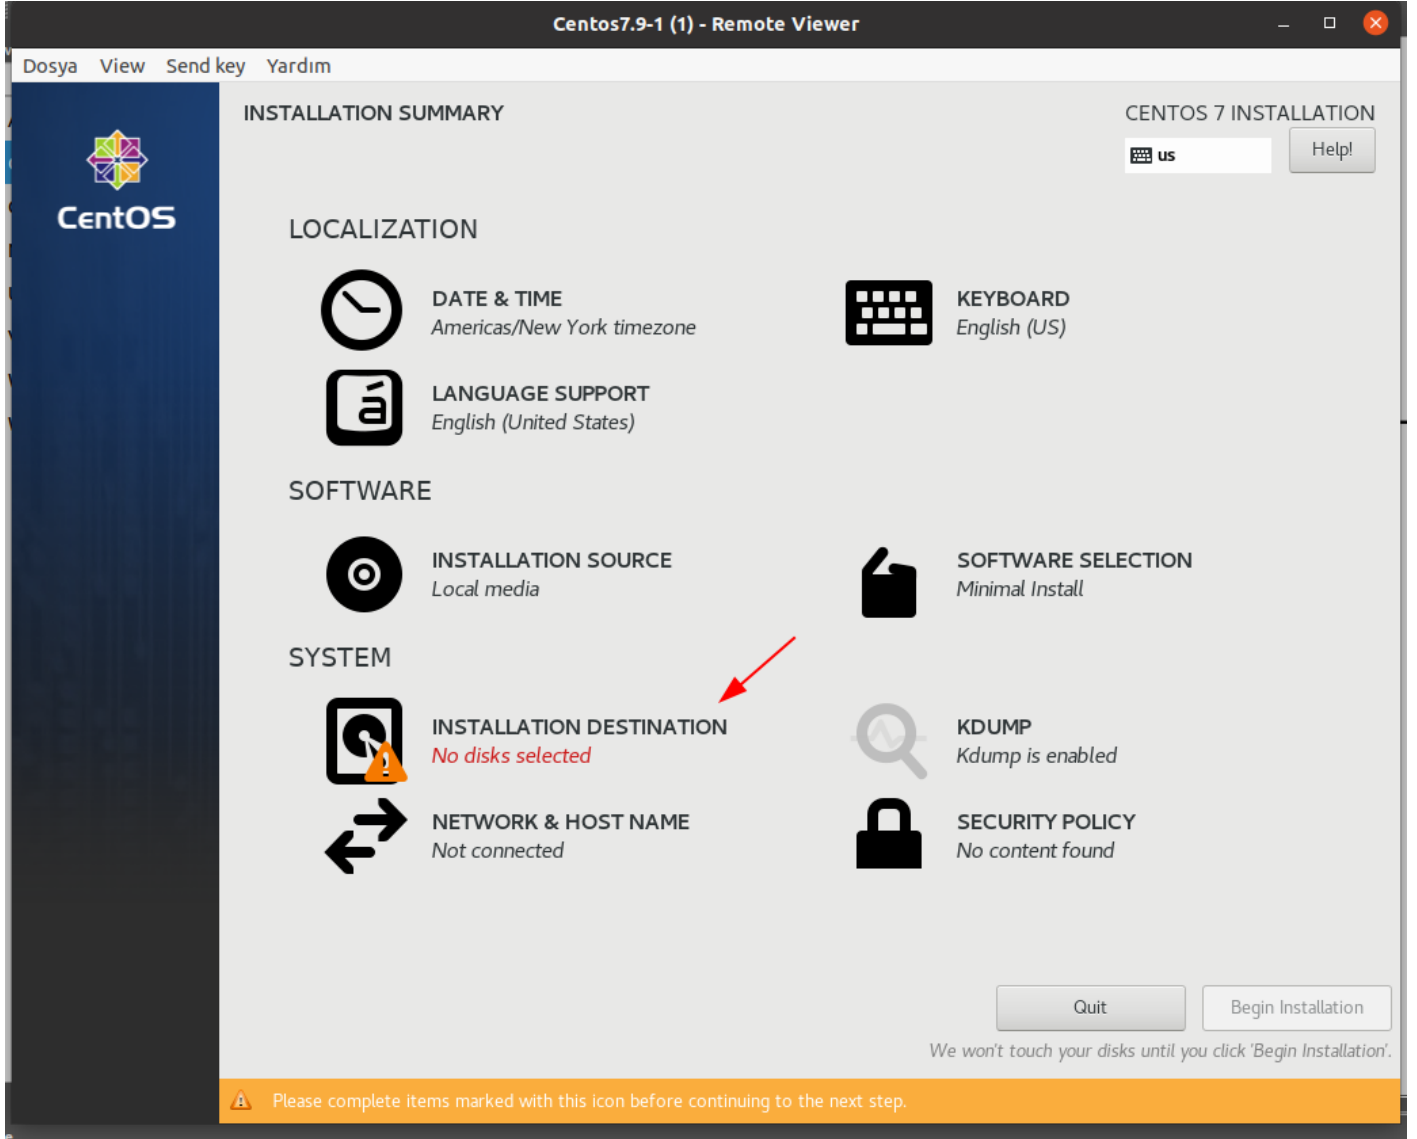 Centos7.9-1 (1) - Remote Viewer
Dosya View Send key Yardım
INSTALLATION SUMMARY
CENTOS 7 INSTALLATION
us
Help!
CentOS
LOCALIZATION
DATE & TIME
Americas/New York timezone
KEYBOARD
English (US)
á
LANGUAGE SUPPORT
English (United States)
SOFTWARE
INSTALLATION SOURCE
Local media
SOFTWARE SELECTION
Minimal Install
SYSTEM
INSTALLATION DESTINATION
No disks selected
KDUMP
Kdump is enabled
NETWORK & HOST NAME
Not connected
SECURITY POLICY
No content found
Quit
Begin Installation
We won't touch your disks until you click 'Begin Installation'.
Please complete items marked with this icon before continuing to the next step.